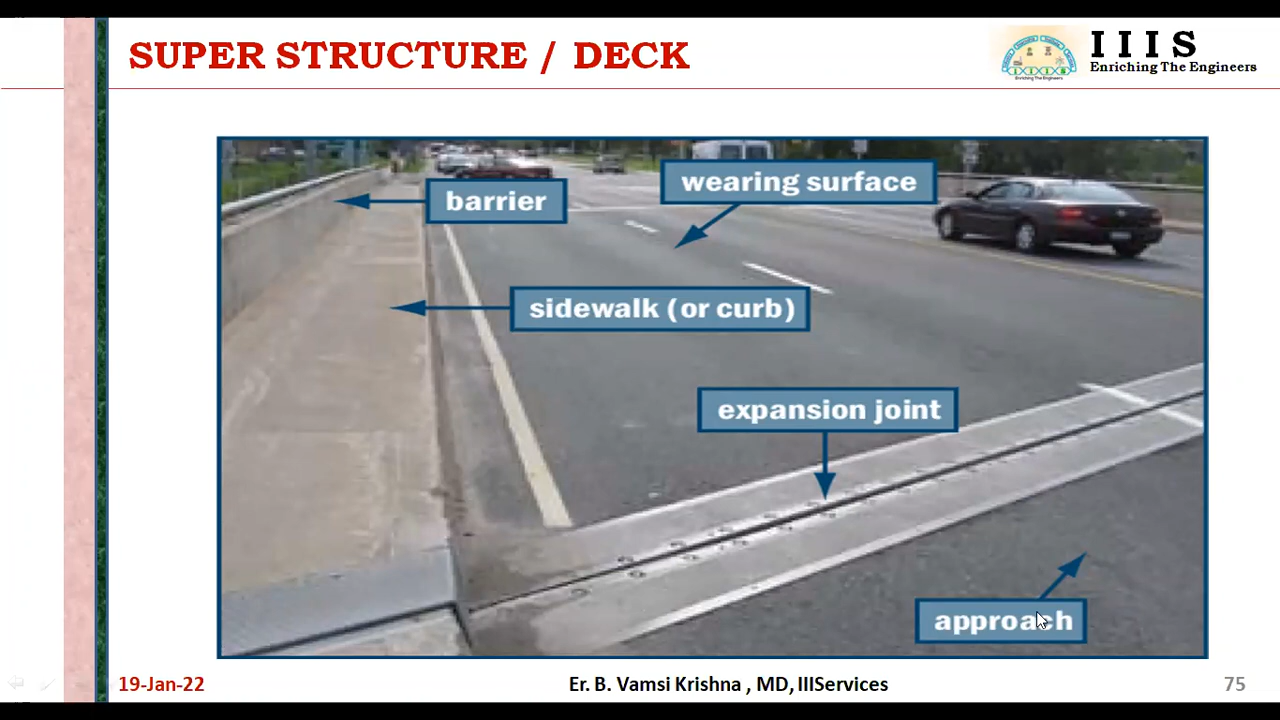 SUPER STRUCTURE / DECK
I I I S
Enriching The Engineers
barrier
wearing surface
sidewalk (or curb)
expansion joint
approach
19-Jan-22
Er. B. Vamsi Krishna , MD, IIIServices
75